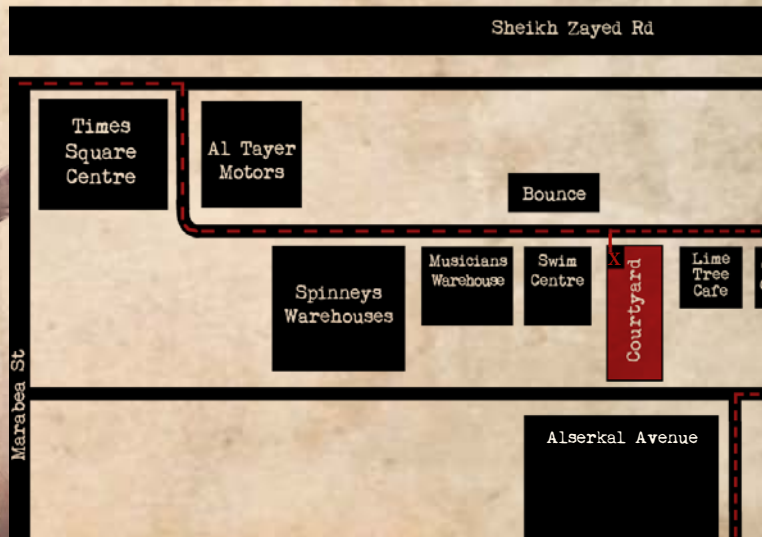 Sheikh Zayed Rd
Times
Square
Centre
Al Tayer
Motors
Bounce
Spinneys
Warehouses
Musicians
Warehouse
Swim
Centre
X
Courtyard
Lime
Tree
Cafe
Marabea St
Alserkal Avenue